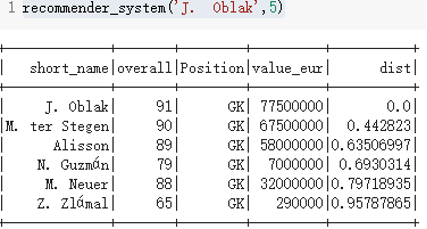 1 recommender_system('J. Oblak',5)
| short_name|overall|Position|value_eur| dist|
| J. Oblak| 91| GK| 77500000| 0.0|
|M. ter Stegen| 90| GK| 67500000| 0.442823|
| Alisson| 89| GK| 58000000|0.63506997|
| N. Guzmán| 79| GK| 7000000| 0.6930314|
| M. Neuer| 88| GK| 32000000|0.79718935|
| Z. Zlámal| 65| GK| 290000|0.95787865|